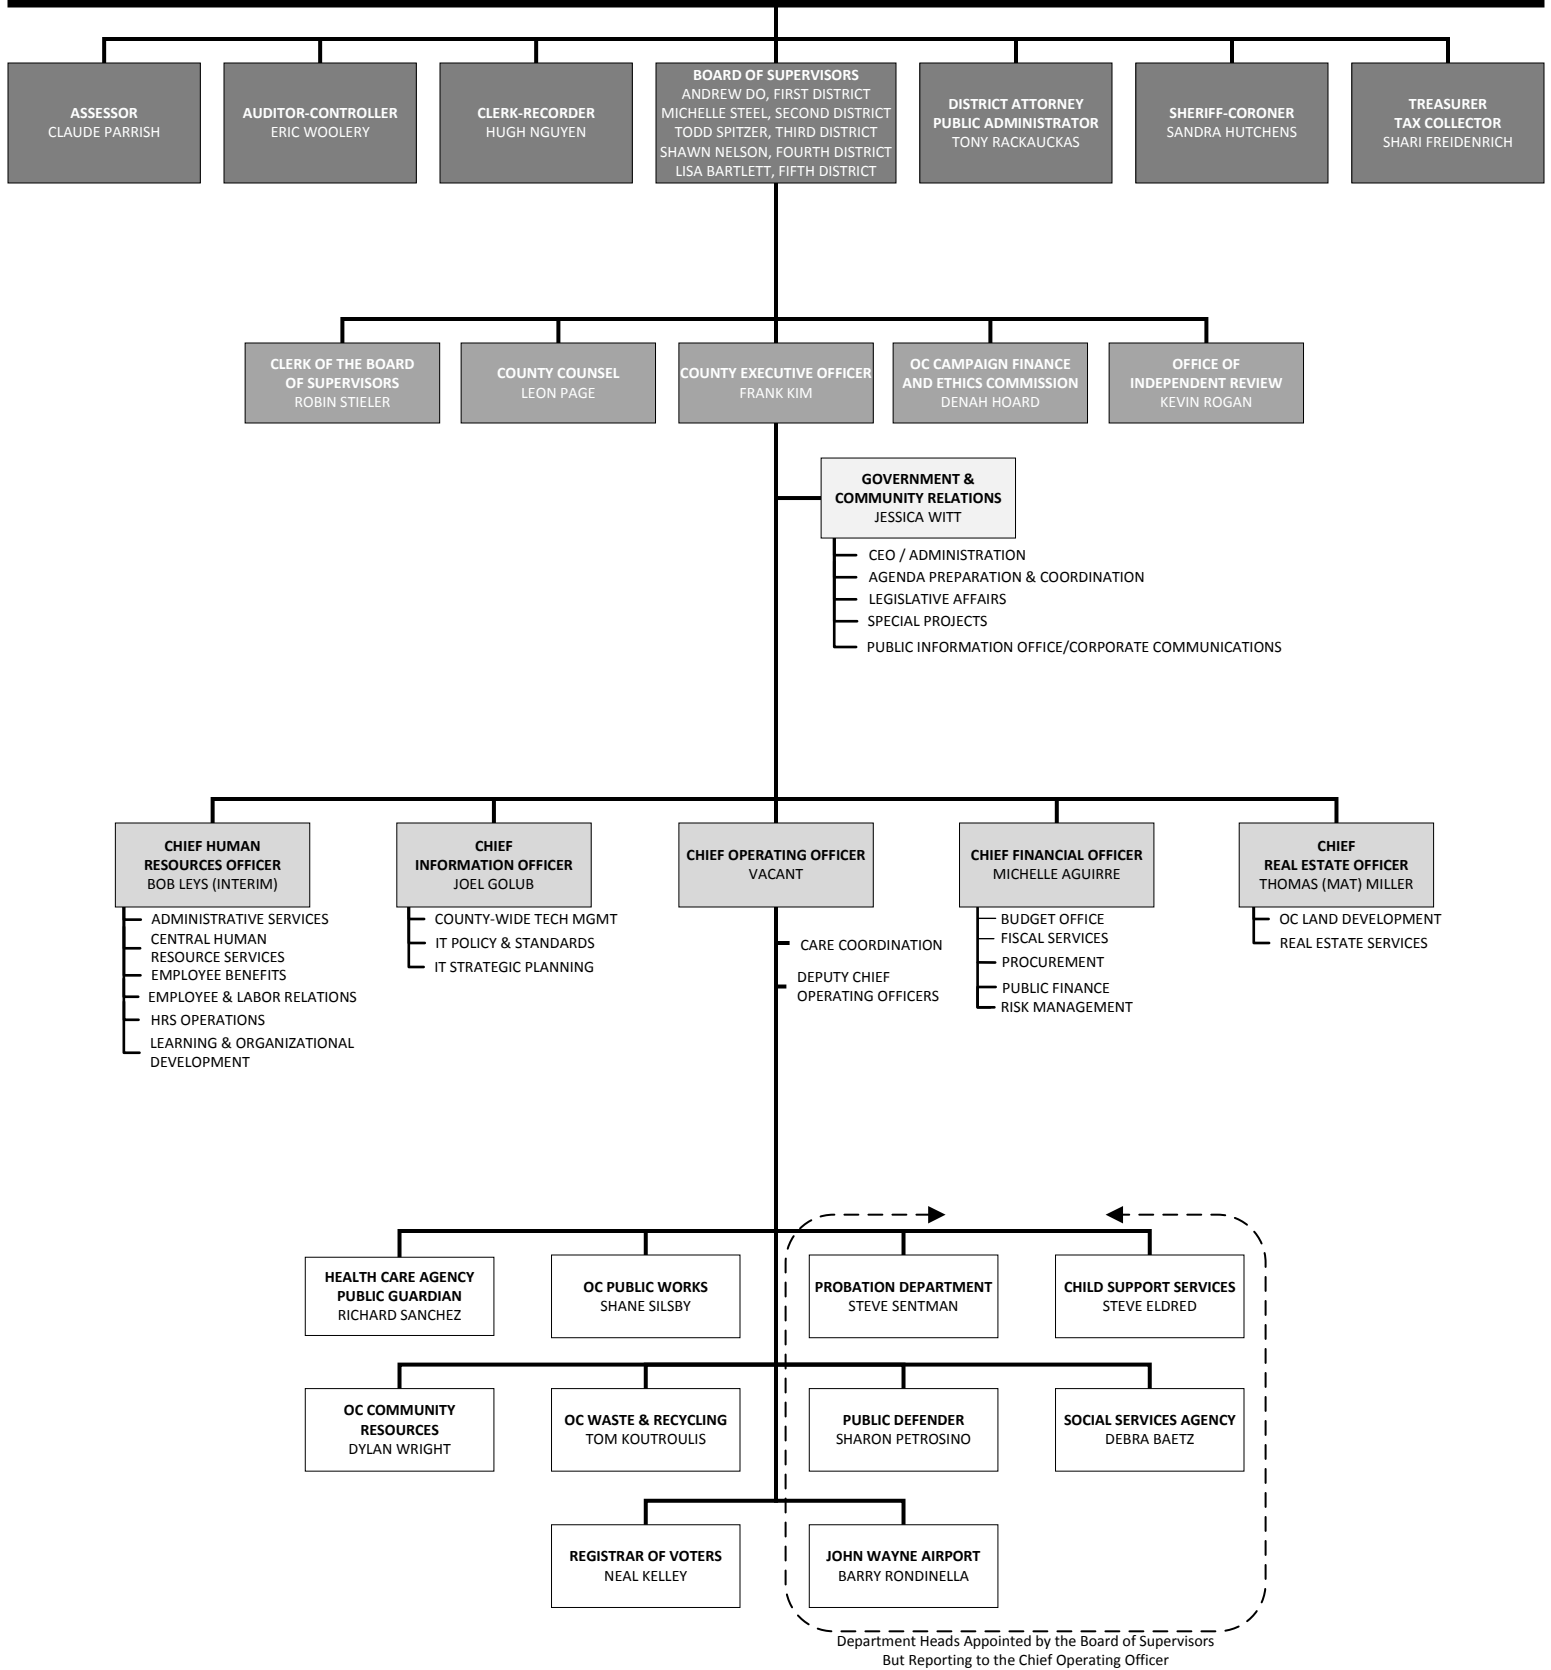 ASSESSOR
CLAUDE PARRISH
AUDITOR-CONTROLLER
ERIC WOOLERY
CLERK-RECORDER
HUGH NGUYEN
BOARD OF SUPERVISORS
ANDREW DO, FIRST DISTRICT
MICHELLE STEEL, SECOND DISTRICT
TODD SPITZER, THIRD DISTRICT
SHAWN NELSON, FOURTH DISTRICT
LISA BARTLETT, FIFTH DISTRICT
DISTRICT ATTORNEY
PUBLIC ADMINISTRATOR
TONY RACKAUCKAS
SHERIFF-CORONER
SANDRA HUTCHENS
TREASURER
TAX COLLECTOR
SHARI FREIDENRICH
CLERK OF THE BOARD
OF SUPERVISORS
ROBIN STIELER
COUNTY COUNSEL
LEON PAGE
COUNTY EXECUTIVE OFFICER
FRANK KIM
OC CAMPAIGN FINANCE
AND ETHICS COMMISSION
DENAH HOARD
OFFICE OF
INDEPENDENT REVIEW
KEVIN ROGAN
GOVERNMENT &
COMMUNITY RELATIONS
JESSICA WITT
CEO / ADMINISTRATION
AGENDA PREPARATION & COORDINATION
LEGISLATIVE AFFAIRS
SPECIAL PROJECTS
PUBLIC INFORMATION OFFICE/CORPORATE COMMUNICATIONS
CHIEF HUMAN
RESOURCES OFFICER
BOB LEYS (INTERIM)
ADMINISTRATIVE SERVICES
CENTRAL HUMAN
RESOURCE SERVICES
EMPLOYEE BENEFITS
EMPLOYEE & LABOR RELATIONS
HRS OPERATIONS
LEARNING & ORGANIZATIONAL
DEVELOPMENT
CHIEF
INFORMATION OFFICER
JOEL GOLUB
COUNTY-WIDE TECH MGMT
IT POLICY & STANDARDS
IT STRATEGIC PLANNING
CHIEF OPERATING OFFICER
VACANT
CARE COORDINATION
DEPUTY CHIEF
OPERATING OFFICERS
CHIEF FINANCIAL OFFICER
MICHELLE AGUIRRE
BUDGET OFFICE
FISCAL SERVICES
PROCUREMENT
PUBLIC FINANCE
RISK MANAGEMENT
CHIEF
REAL ESTATE OFFICER
THOMAS (MAT) MILLER
OC LAND DEVELOPMENT
REAL ESTATE SERVICES
HEALTH CARE AGENCY
PUBLIC GUARDIAN
RICHARD SANCHEZ
OC PUBLIC WORKS
SHANE SILSBY
PROBATION DEPARTMENT
STEVE SENTMAN
CHILD SUPPORT SERVICES
STEVE ELDRED
OC COMMUNITY
RESOURCES
DYLAN WRIGHT
OC WASTE & RECYCLING
TOM KOUTROULIS
PUBLIC DEFENDER
SHARON PETROSINO
SOCIAL SERVICES AGENCY
DEBRA BAETZ
REGISTRAR OF VOTERS
NEAL KELLEY
JOHN WAYNE AIRPORT
BARRY RONDINELLA
Department Heads Appointed by the Board of Supervisors
But Reporting to the Chief Operating Officer